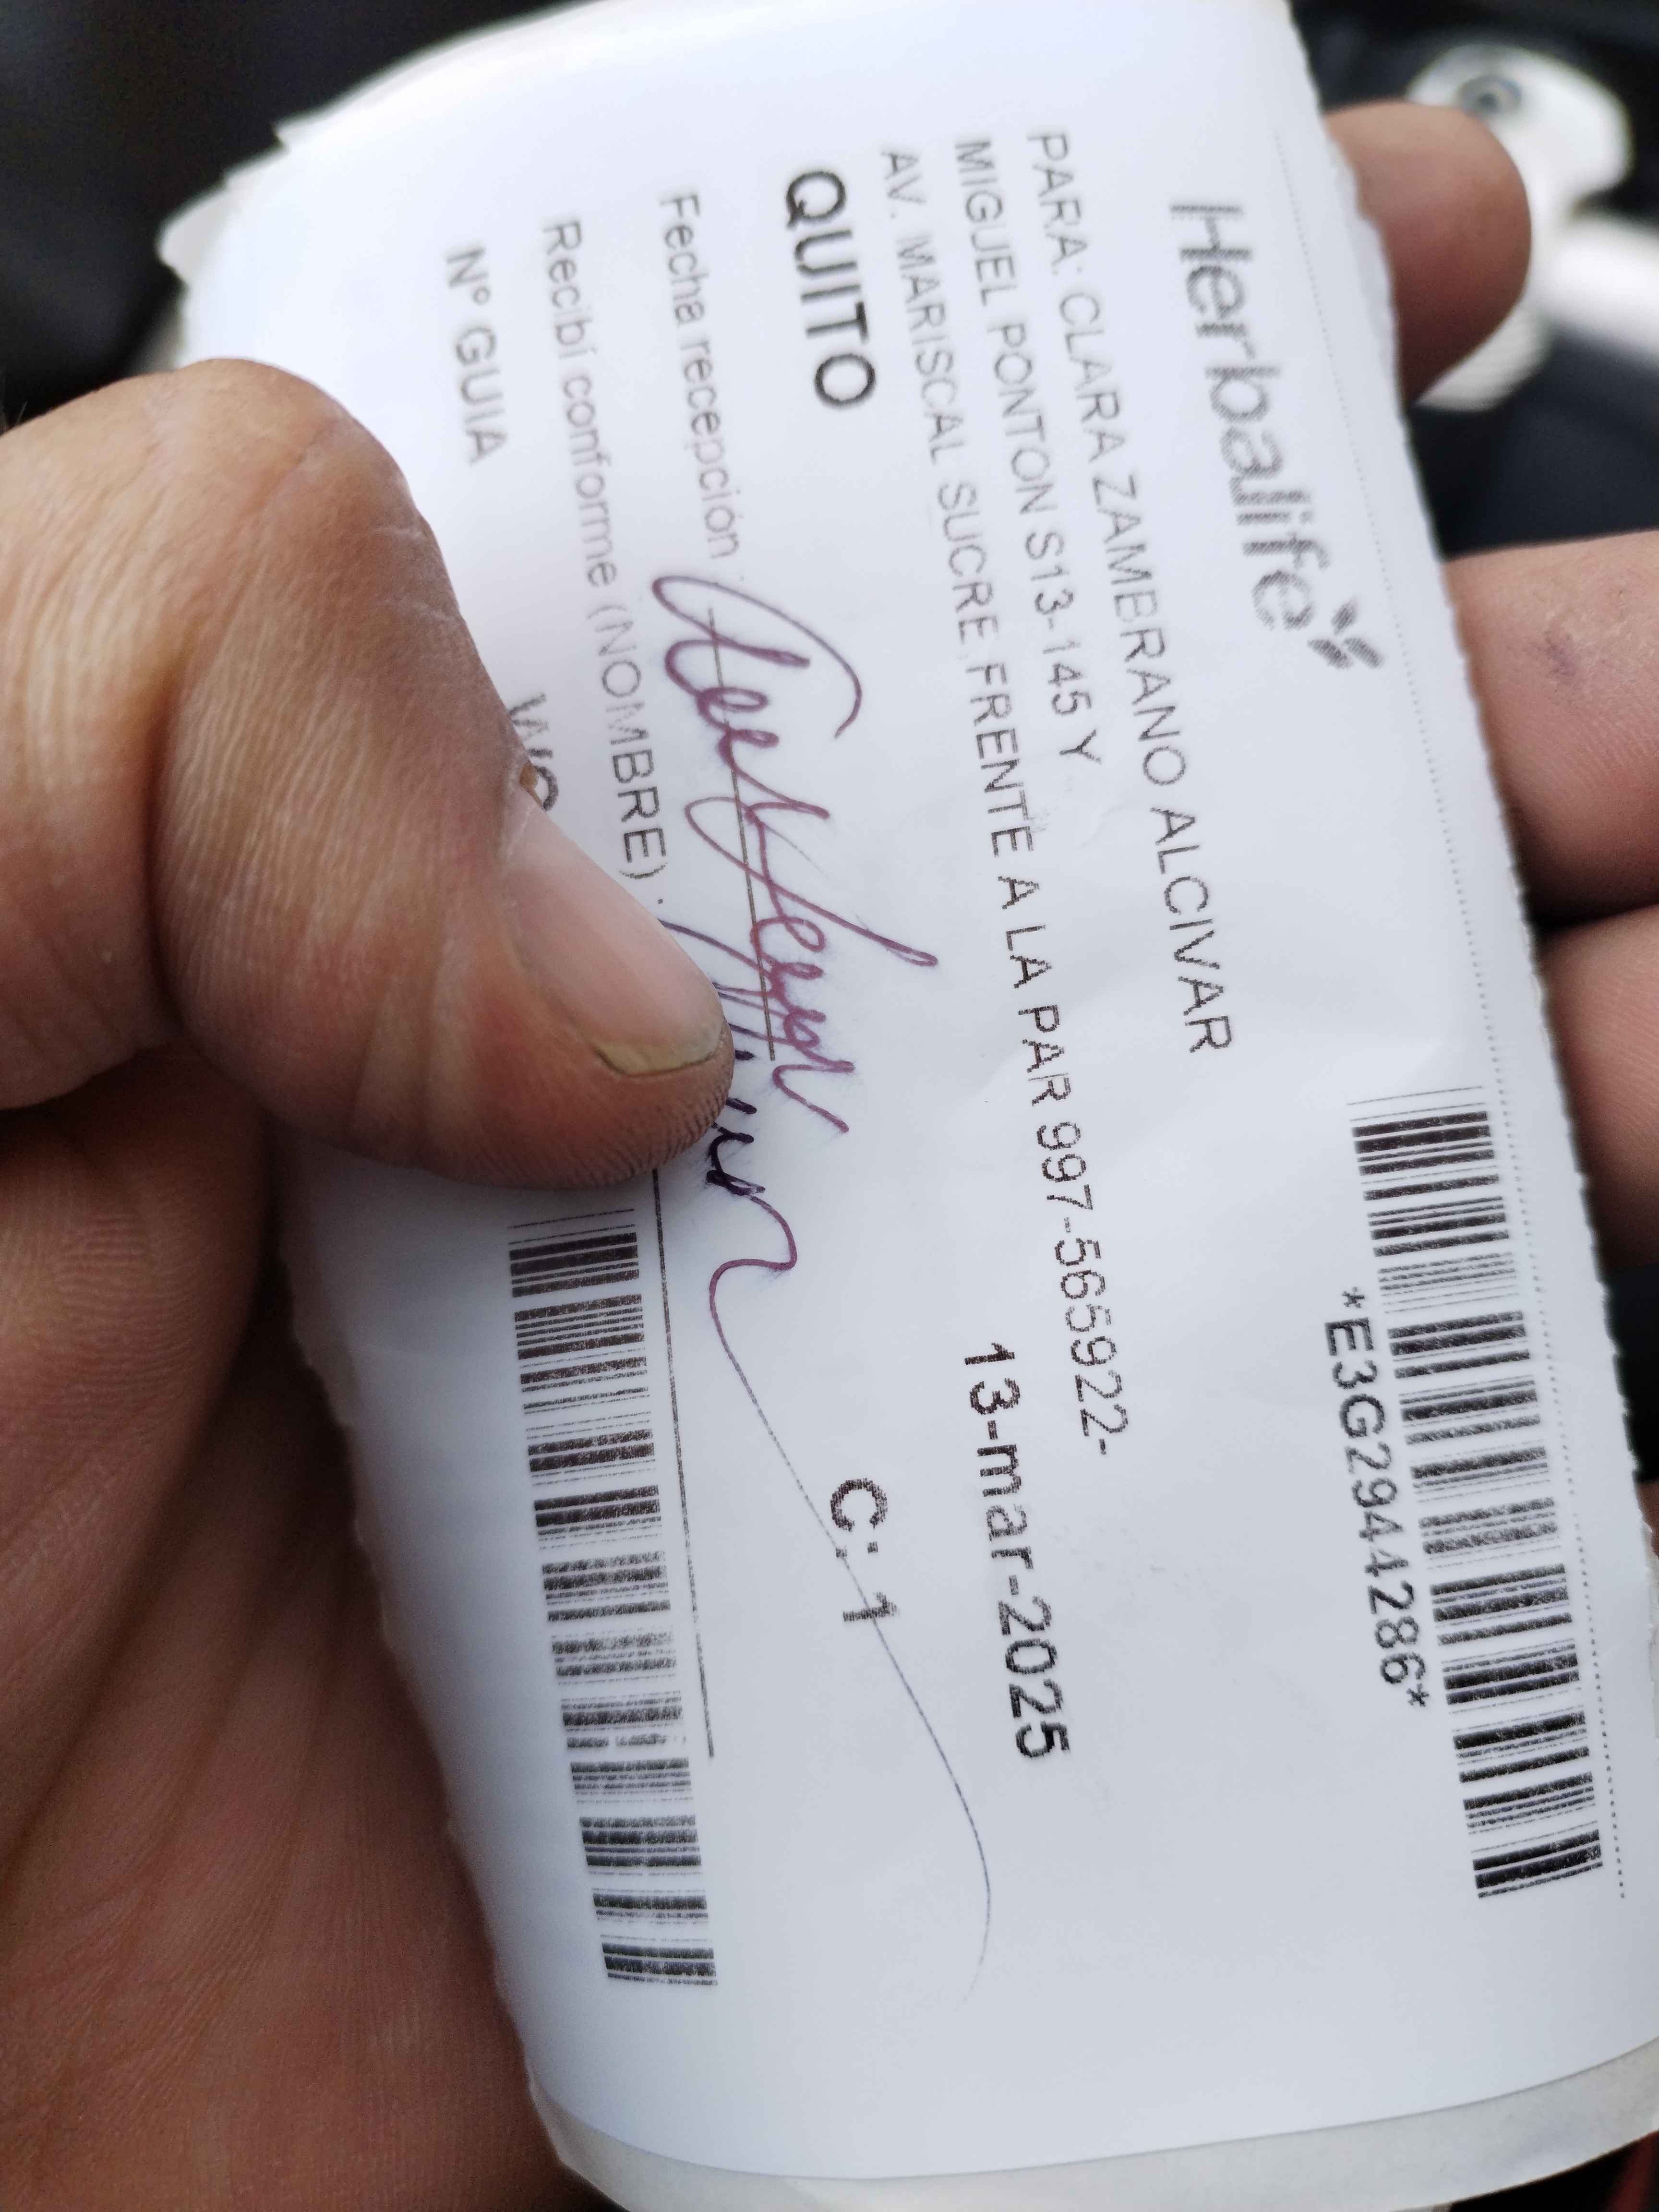 Herbalife
*E3G2944286*
PARA: CLARA ZAMBRANO ALCIVAR
MIGUEL PONTON S13-145 Y
AV. MARISCAL SUCRE FRENTE A LA PAR 997-565922-
13-mar-2025
QUITO
C: 1
Fecha recepción
Recibí conforme (NOMBRE)
Nº GUIA